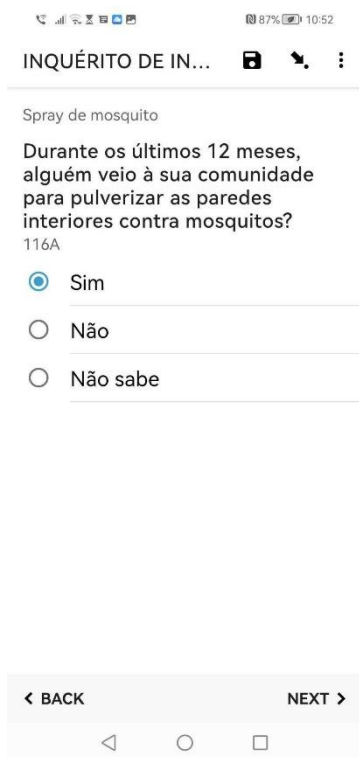 87% 10:52
INQUÉRITO DE IN...
Spray de mosquito
Durante os últimos 12 meses,
alguém veio à sua comunidade
para pulverizar as paredes
interiores contra mosquitos?
116A
Sim
Não
Não sabe
< BACK NEXT >